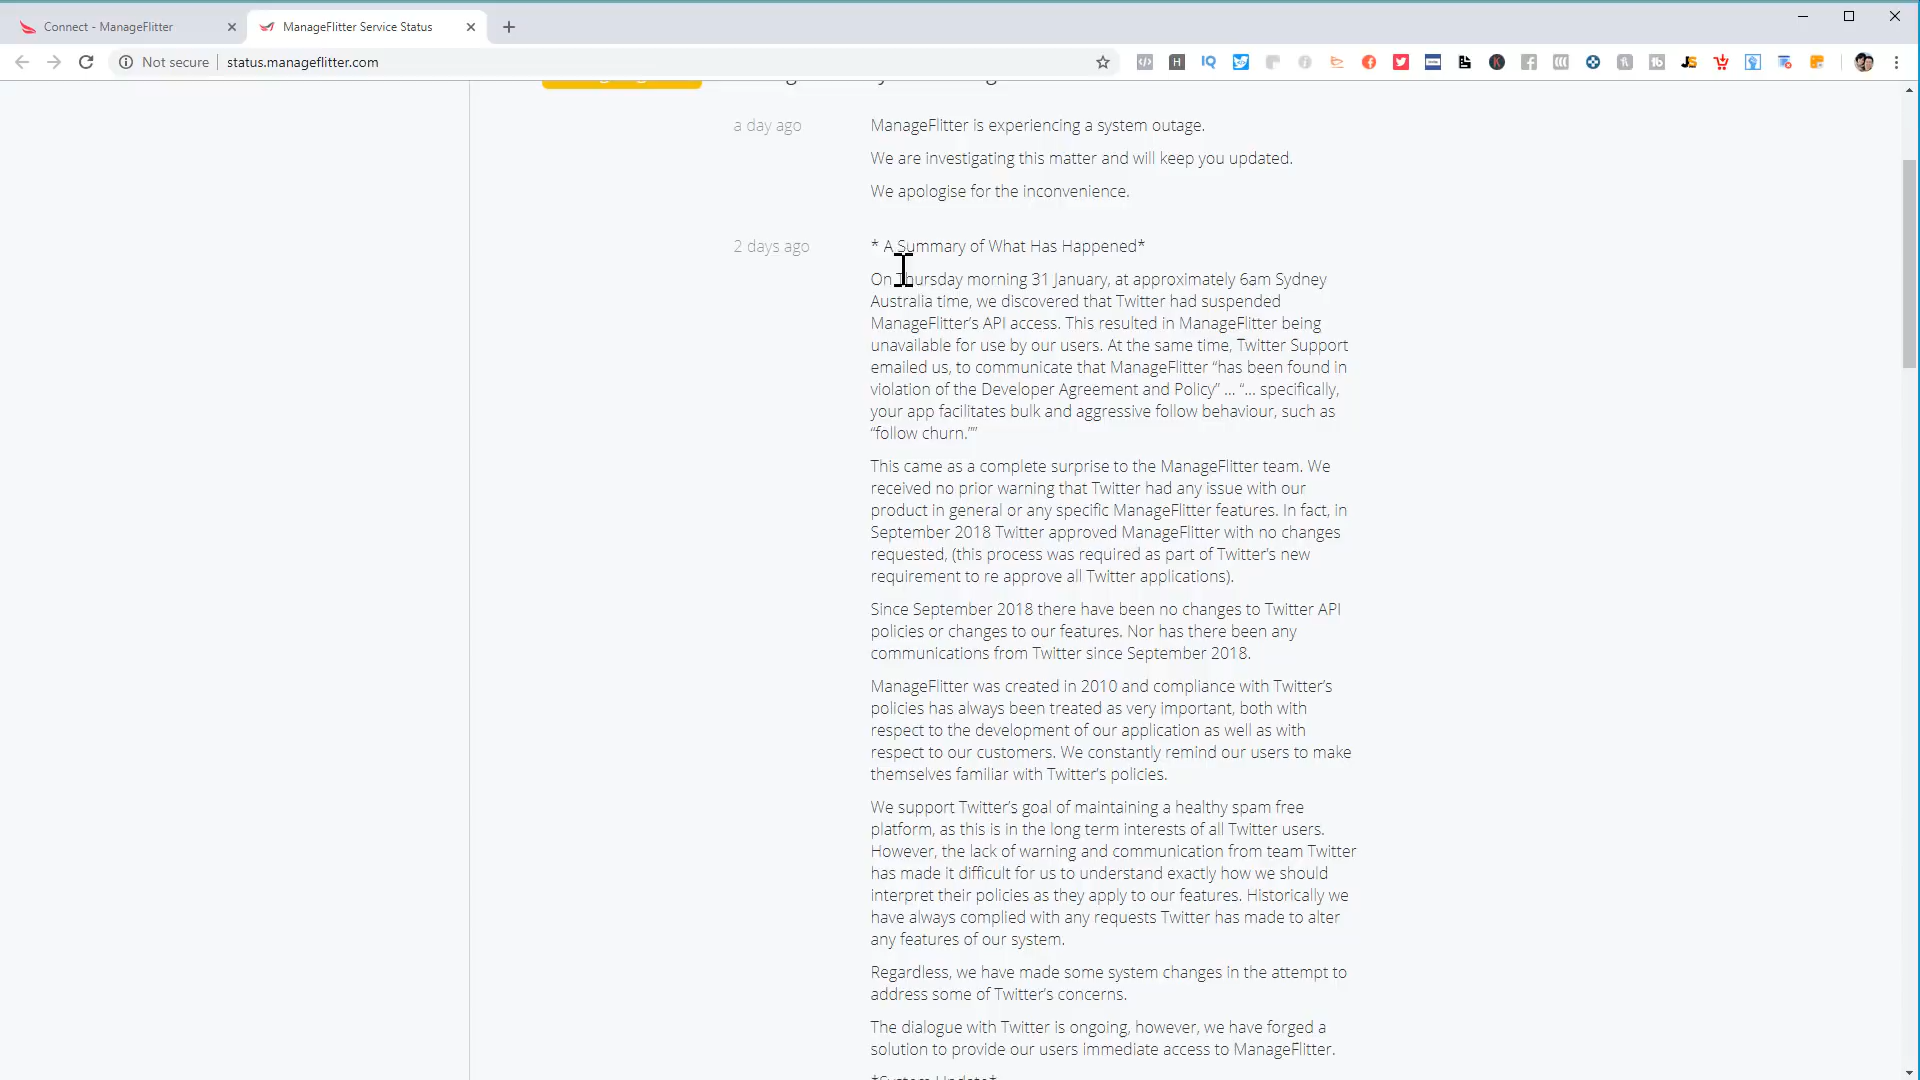 Connect - ManageFlitter
ManageFlitter Service Status
Not secure
status.manageflitter.com
a day ago
ManageFlitter is experiencing a system outage.
We are investigating this matter and will keep you updated.
We apologise for the inconvenience.
2 days ago
* A Summary of What Has Happened*
On Thursday morning 31 January, at approximately 6am Sydney
Australia time, we discovered that Twitter had suspended
ManageFlitter’s API access. This resulted in ManageFlitter being
unavailable for use by our users. At the same time, Twitter Support
emailed us, to communicate that ManageFlitter “has been found in
violation of the Developer Agreement and Policy” ... “... specifically,
your app facilitates bulk and aggressive follow behaviour, such as
“follow churn.””
This came as a complete surprise to the ManageFlitter team. We
received no prior warning that Twitter had any issue with our
product in general or any specific ManageFlitter features. In fact, in
September 2018 Twitter approved ManageFlitter with no changes
requested, (this process was required as part of Twitter’s new
requirement to re approve all Twitter applications).
Since September 2018 there have been no changes to Twitter API
policies or changes to our features. Nor has there been any
communications from Twitter since September 2018.
ManageFlitter was created in 2010 and compliance with Twitter’s
policies has always been treated as very important, both with
respect to the development of our application as well as with
respect to our customers. We constantly remind our users to make
themselves familiar with Twitter’s policies.
We support Twitter’s goal of maintaining a healthy spam free
platform, as this is in the long term interests of all Twitter users.
However, the lack of warning and communication from team Twitter
has made it difficult for us to understand exactly how we should
interpret their policies as they apply to our features. Historically we
have always complied with any requests Twitter has made to alter
any features of our system.
Regardless, we have made some system changes in the attempt to
address some of Twitter’s concerns.
The dialogue with Twitter is ongoing, however, we have forged a
solution to provide our users immediate access to ManageFlitter.
*System Update*